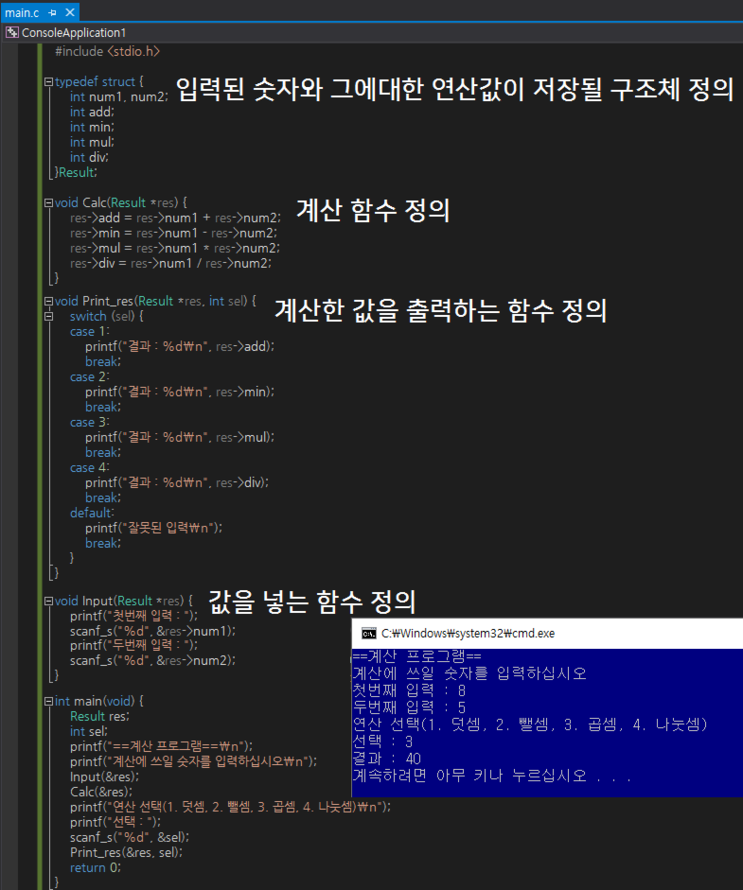 main.c
ConsoleApplication1
#include <stdio.h>
typedef struct {
입력된 숫자와 그에대한 연산값이 저장될 구조체 정의
int num1, num2;
int add;
int min;
int mul;
int div;
}Result;
void Calc(Result *res) {
계산 함수 정의
res->add = res->num1 + res->num2;
res->min = res->num1 - res->num2;
res->mul = res->num1 * res->num2;
res->div = res->num1 / res->num2;
}
void Print_res(Result *res, int sel) {
계산한 값을 출력하는 함수 정의
switch (sel) {
case 1:
printf("결과 : %d₩n", res->add);
break;
case 2:
printf("결과 : %d₩n", res->min);
break;
case 3:
printf("결과 : %d₩n", res->mul);
break;
case 4:
printf("결과 : %d₩n", res->div);
break;
default:
printf("잘못된 입력₩n");
break;
}
}
void Input(Result *res) {
값을 넣는 함수 정의
printf("첫번째 입력 : ");
scanf_s("%d", &res->num1);
printf("두번째 입력 : ");
scanf_s("%d", &res->num2);
}
int main(void) {
Result res;
int sel;
printf("==계산 프로그램==₩n");
printf("계산에 쓰일 숫자를 입력하십시오₩n");
Input(&res);
Calc(&res);
printf("연산 선택(1. 덧셈, 2. 뺄셈, 3. 곱셈, 4. 나눗셈)₩n");
printf("선택 : ");
scanf_s("%d", &sel);
Print_res(&res, sel);
return 0;
}
C:₩Windows₩system32₩cmd.exe
==계산 프로그램==
계산에 쓰일 숫자를 입력하십시오
첫번째 입력 : 8
두번째 입력 : 5
연산 선택(1. 덧셈, 2. 뺄셈, 3. 곱셈, 4. 나눗셈)
선택 : 3
결과 : 40
계속하려면 아무 키나 누르십시오 . . .